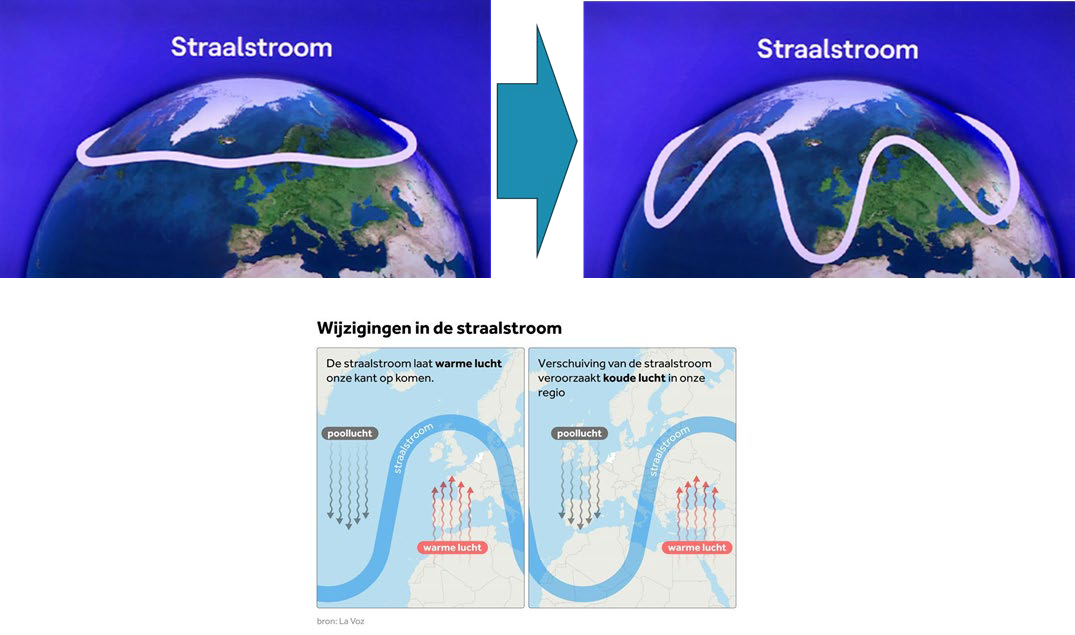 Straalstroom
Straalstroom
Wijzigingen in de straalstroom
De straalstroom laat warme lucht
onze kant op komen.
poollucht
straalstroom
warme lucht
Verschuiving van de straalstroom
veroorzaakt koude lucht in onze
regio
poollucht
straalstroom
warme lucht
bron: La Voz